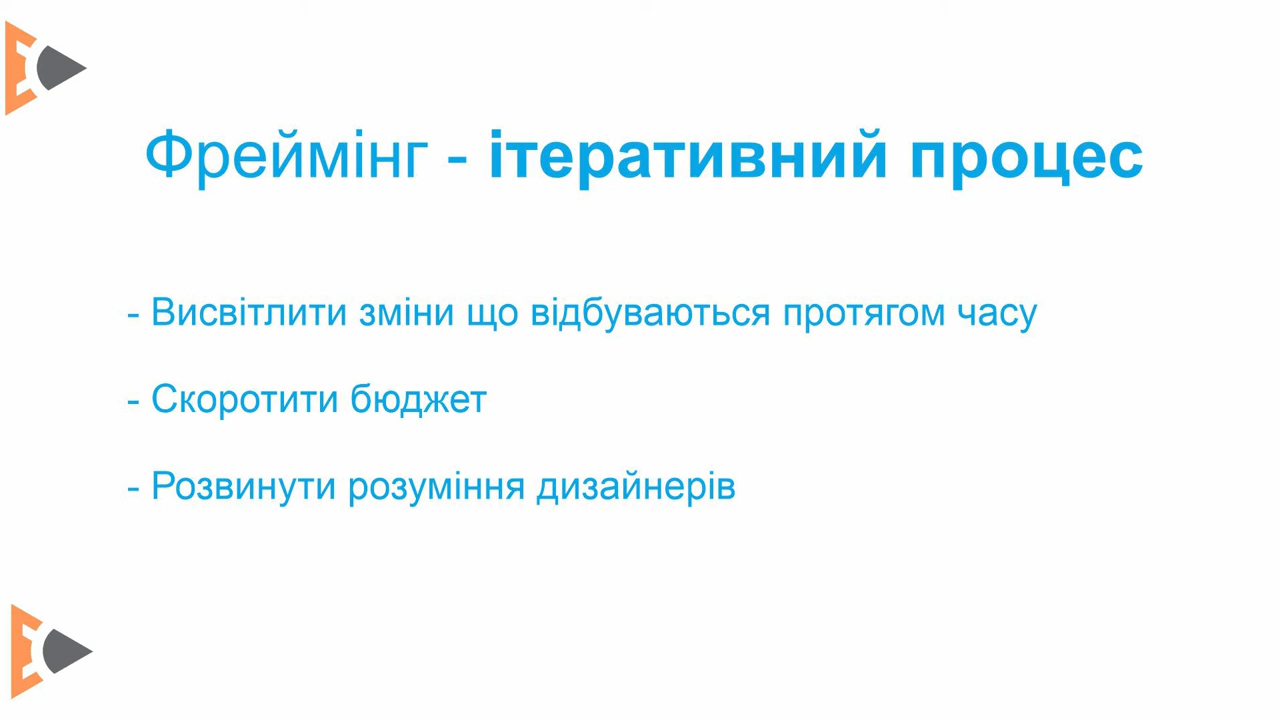 Фреймінг - ітеративний процес
- Висвітлити зміни що відбуваються протягом часу
- Скоротити бюджет
- Розвинути розуміння дизайнерів